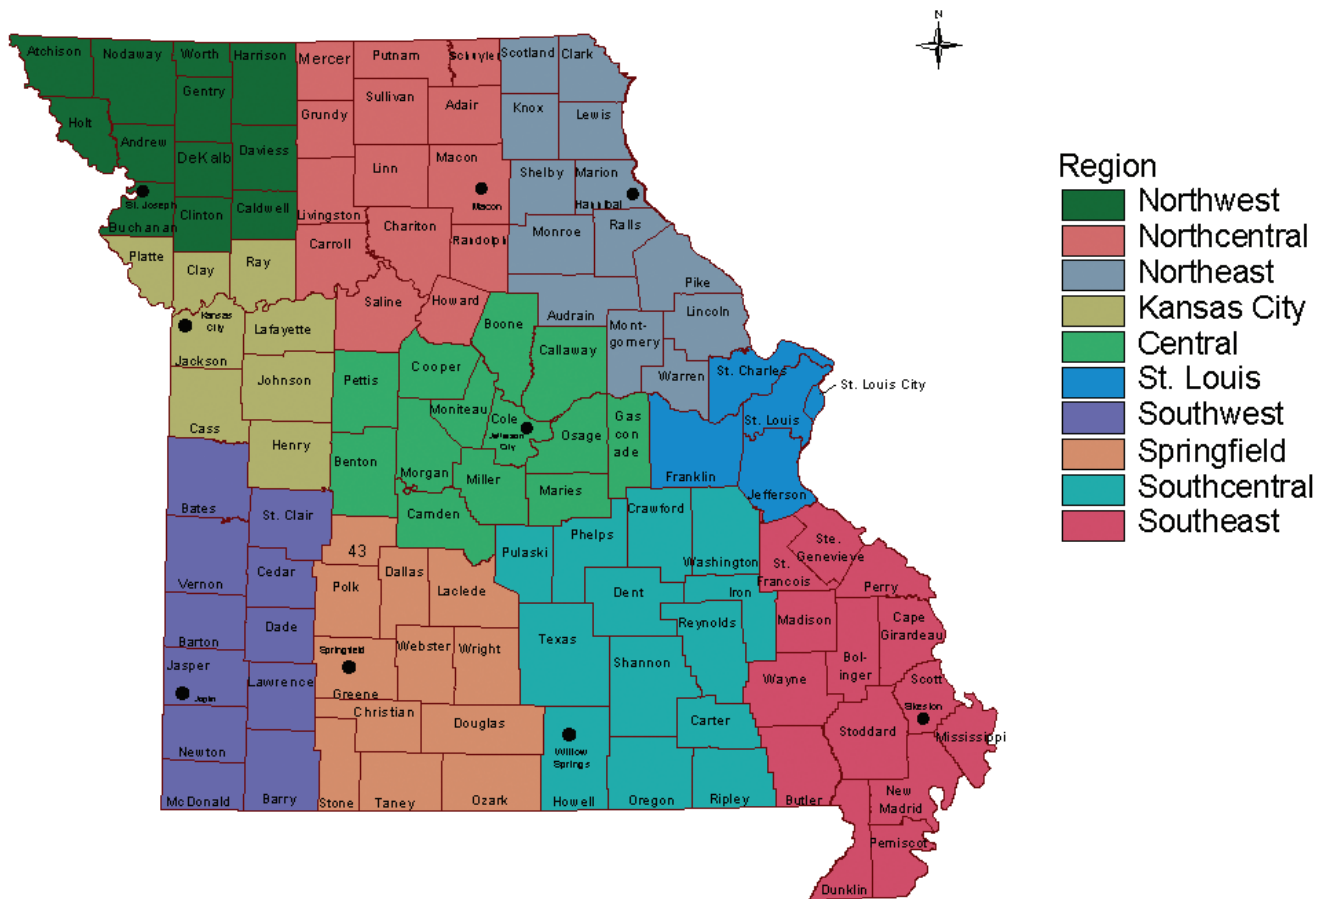 N
Atchison
Nodaway
Worth
Harrison
Mercer
Putnam
Schuyler
Scotland
Clark
Gentry
Sullivan
Adair
Knox
Lewis
Holt
Grundy
Andrew
DeKalb
Daviess
Linn
Macon
Shelby
Marion
St. Joseph
Macon
Hannibal
Buchanan
Clinton
Caldwell
Livingston
Chariton
Randolph
Monroe
Ralls
Platte
Clay
Ray
Carroll
Pike
Saline
Howard
Audrain
Lincoln
Kansas
City
Lafayette
Boone
Mont-
gomery
Callaway
Jackson
Johnson
Pettis
Cooper
Warren
St. Charles
St. Louis City
Moniteau
Cole
Jefferson
City
Osage
Gas
con
ade
St. Louis
Cass
Henry
Benton
Morgan
Miller
Maries
Franklin
Jefferson
Bates
St. Clair
Camden
Crawford
Phelps
Pulaski
Washington
Ste.
Genevieve
St.
Francois
Perry
43
Vernon
Cedar
Polk
Dallas
Laclede
Dent
Iron
Reynolds
Madison
Cape
Girardeau
Barton
Dade
Texas
Shannon
Bol-
linger
Jasper
Joplin
Springfield
Webster
Wright
Greene
Lawrence
Wayne
Scott
Sikeston
Christian
Douglas
Carter
Stoddard
Mississippi
Newton
Willow
Springs
McDonald
Barry
Stone
Taney
Ozark
Howell
Oregon
Ripley
Butler
New
Madrid
Pemiscot
Dunklin
Region
Northwest
Northcentral
Northeast
Kansas City
Central
St. Louis
Southwest
Springfield
Southcentral
Southeast